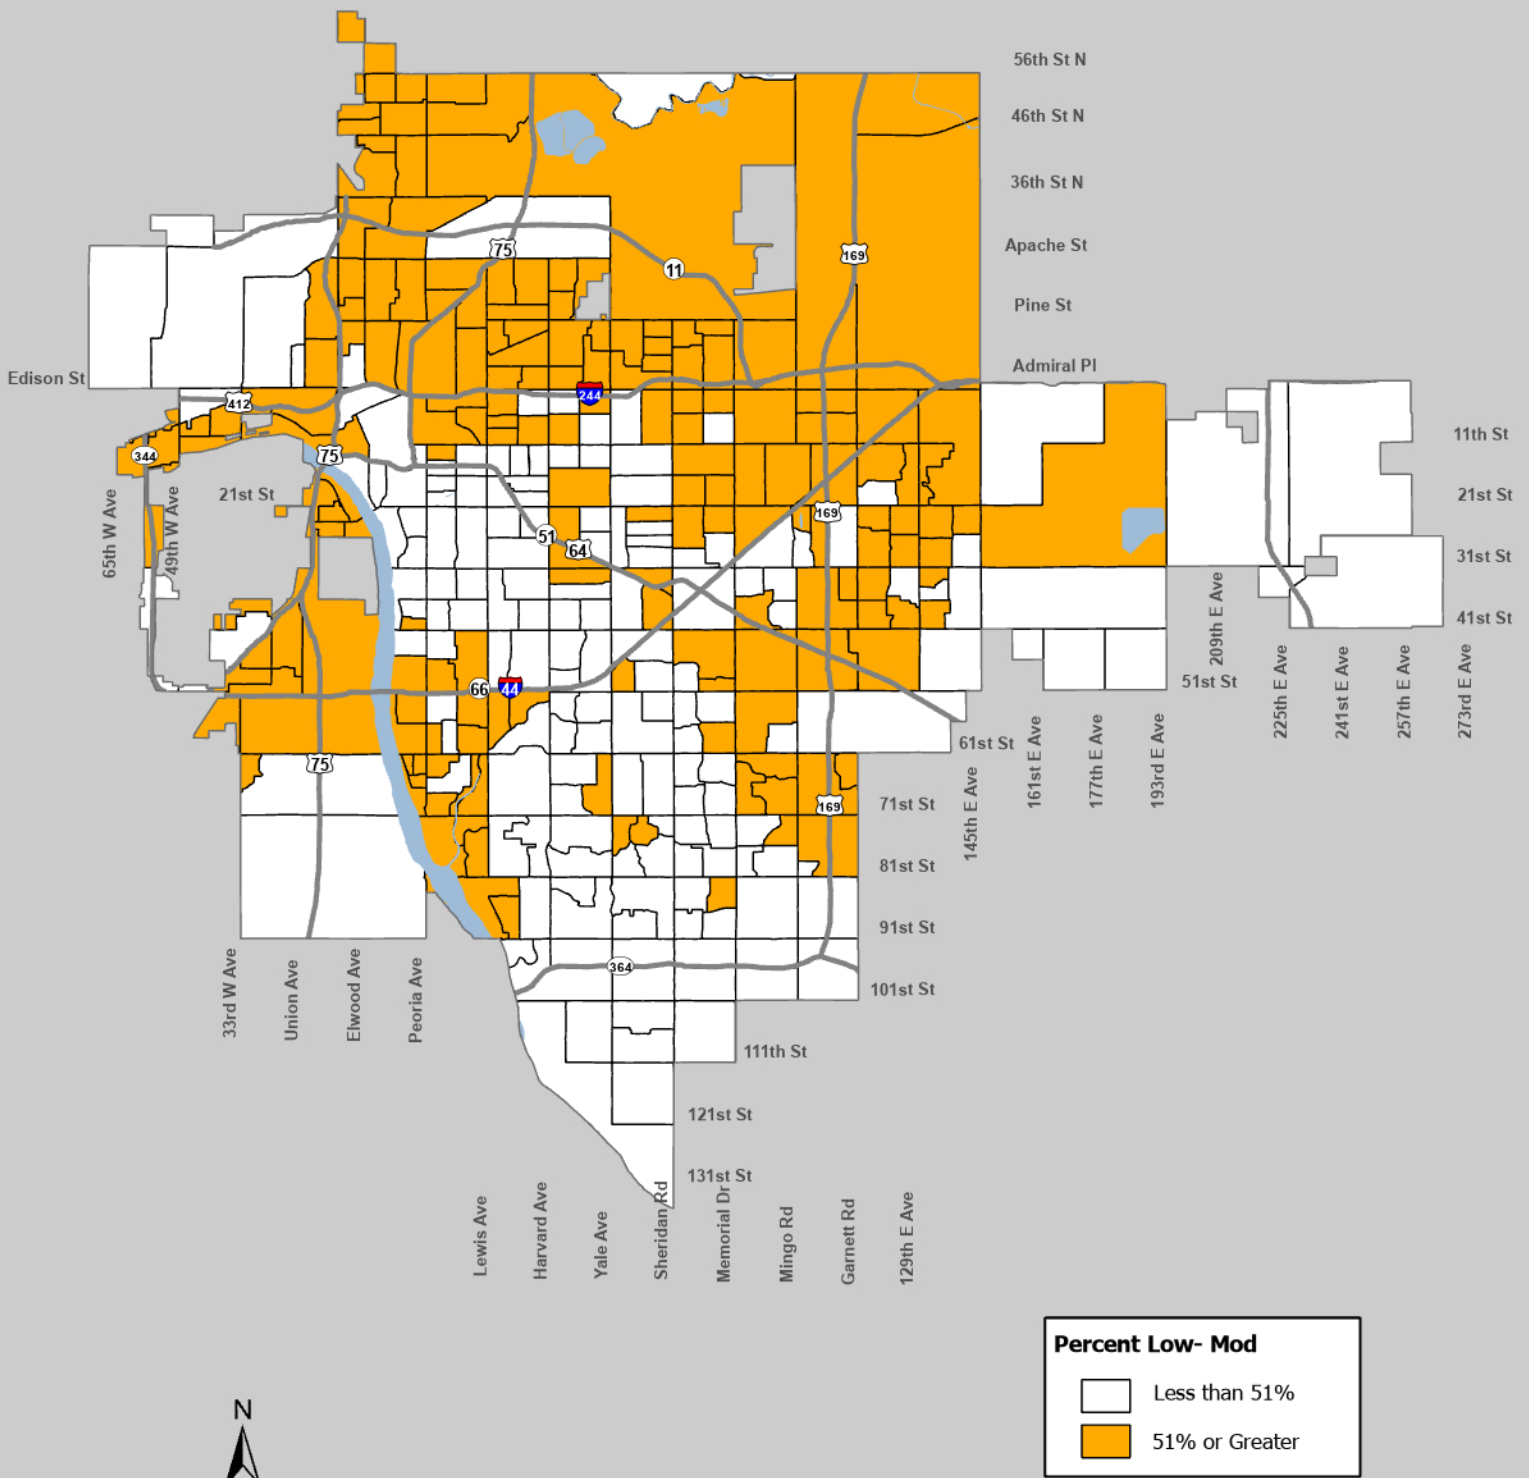 56th St N
46th St N
36th St N
75
169
Apache St
11
Pine St
Admiral Pl
Edison St
244
412
11th St
344
75
65th W Ave
49th W Ave
21st St
21st St
169
51
64
31st St
209th E Ave
41st St
66
44
51st St
225th E Ave
241st E Ave
257th E Ave
273rd E Ave
61st St
75
145th E Ave
161st E Ave
177th E Ave
193rd E Ave
169
71st St
81st St
91st St
33rd W Ave
Union Ave
Elwood Ave
Peoria Ave
364
101st St
111th St
121st St
131st St
Lewis Ave
Harvard Ave
Yale Ave
Sheridan Rd
Memorial Dr
Mingo Rd
Garnett Rd
129th E Ave
Percent Low- Mod
Less than 51%
51% or Greater
N